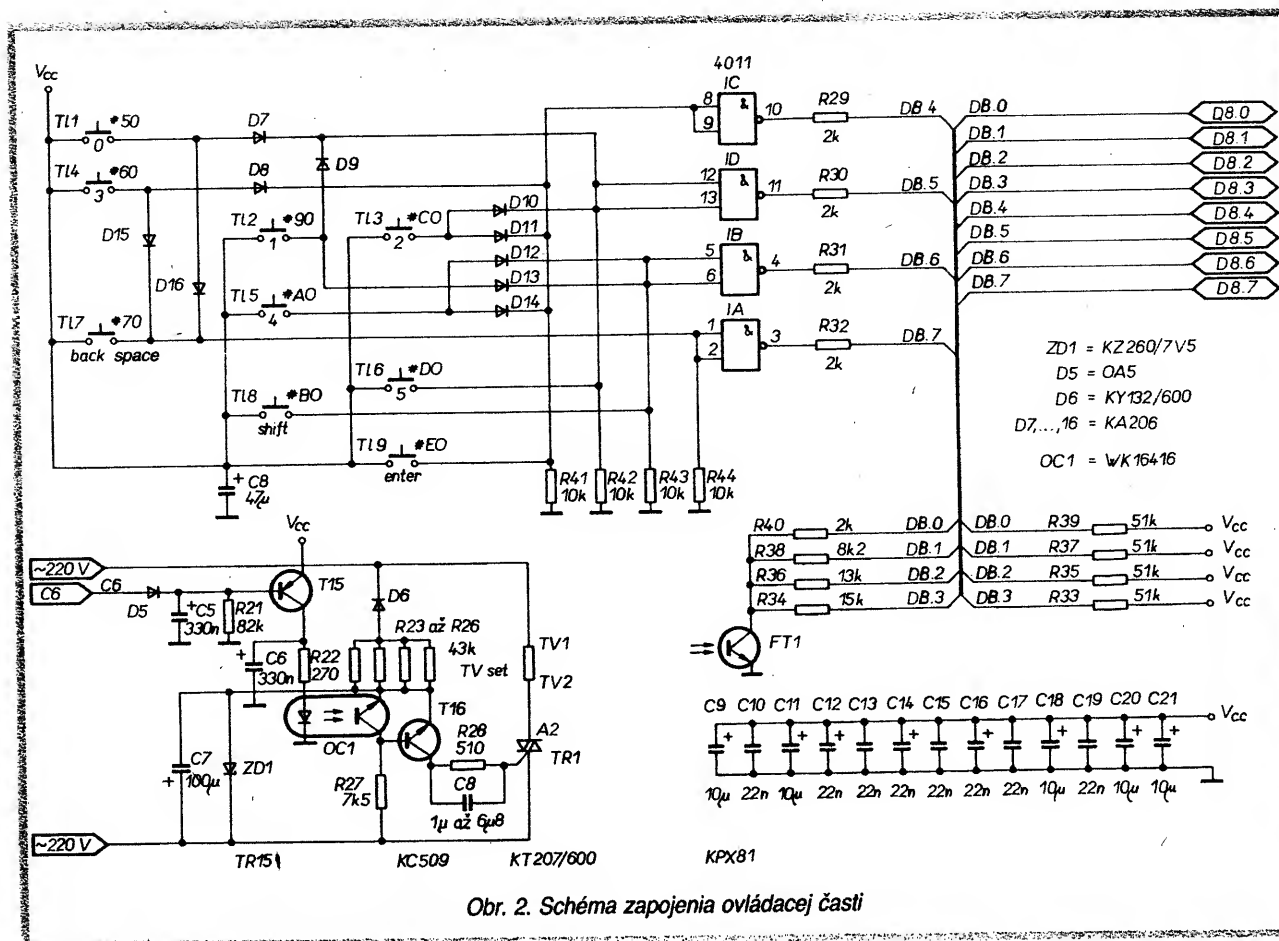 4011
Vcc
IC
Tl1 *50
0
D7
8
9
&
10
R29
2k
DB.4
DB.0
D8.0
DB.1
D8.1
Tl4 *60
3
D8
D9
ID
12
13
&
11
R30
2k
DB.5
DB.2
D8.2
DB.3
D8.3
DB.4
D8.4
DB.5
D8.5
DB.6
D8.6
DB.7
D8.7
D15
D16
Tl2 *90
1
Tl3 *C0
2
D10
D11
D12
D13
D14
IB
5
6
&
4
R31
2k
DB.6
Tl5 *A0
4
IA
1
2
&
3
R32
2k
DB.7
Tl7 *70
back space
Tl6 *D0
5
Tl8 *B0
shift
Tl9 *E0
enter
+ C8
47µ
R41
10k
R42
10k
R43
10k
R44
10k
ZD1 = KZ260/7V5
D5 = OA5
D6 = KY132/600
D7,...,16 = KA206
OC1 = WK16416
R40 2k DB.0 DB.0 R39 51k Vcc
R38 8k2 DB.1 DB.1 R37 51k Vcc
R36 13k DB.2 DB.2 R35 51k Vcc
R34 15k DB.3 DB.3 R33 51k Vcc
FT1
Vcc
~220 V
C6
C6
D5
+C5
330n
R21
82k
T15
D6
R23 až R26
43k
TV set
TV1
TV2
+
C6
330n
R22
270
OC1
T16
R28
510
C8
1µ až 6µ8
A2
TR1
C7
+ 100µ
ZD1
R27
7k5
~220 V
TR15
KC509
KT207/600
KPX81
C9 C10 C11 C12 C13 C14 C15 C16 C17 C18 C19 C20 C21
+ + + + + + +
Vcc
10µ 22n 10µ 22n 22n 22n 22n 22n 22n 10µ 22n 10µ 10µ
Obr. 2. Schéma zapojenia ovládacej časti